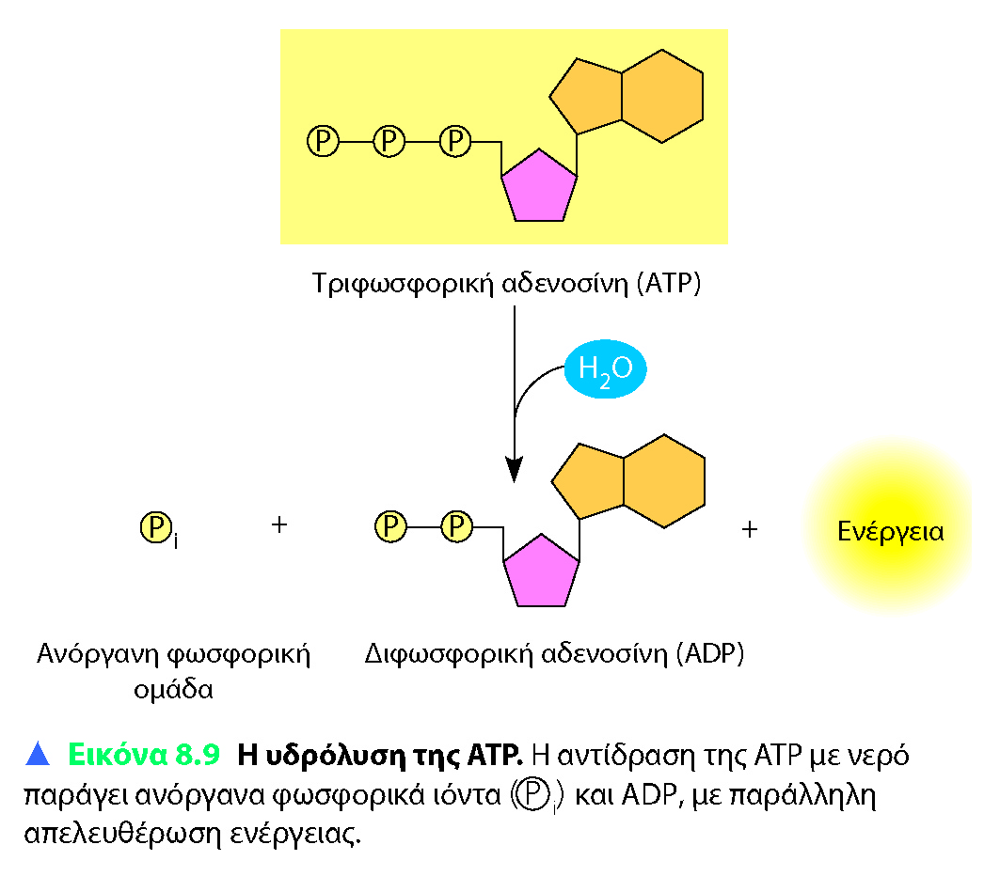 P P P
Τριφωσφορική αδενοσίνη (ATP)
H2O
Pi + P P + Ενέργεια
Ανόργανη φωσφορική
ομάδα
Διφωσφορική αδενοσίνη (ADP)
▲ Εικόνα 8.9 Η υδρόλυση της ATP. Η αντίδραση της ATP με νερό
παράγει ανόργανα φωσφορικά ιόντα (Pi) και ADP, με παράλληλη
απελευθέρωση ενέργειας.